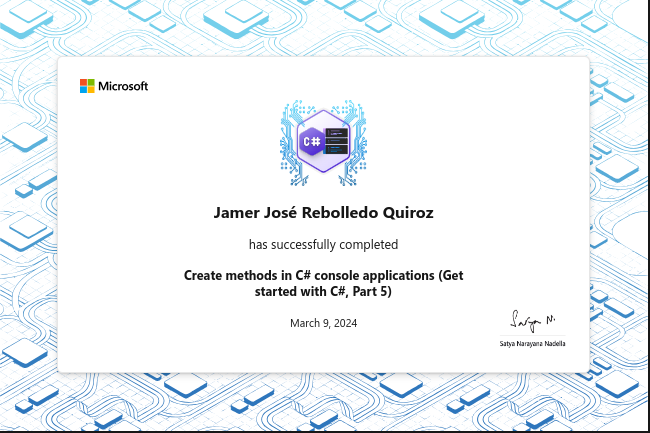 Microsoft
C#
Jamer José Rebolledo Quiroz
has successfully completed
Create methods in C# console applications (Get
started with C#, Part 5)
March 9, 2024
Satya N.
Satya Narayana Nadella